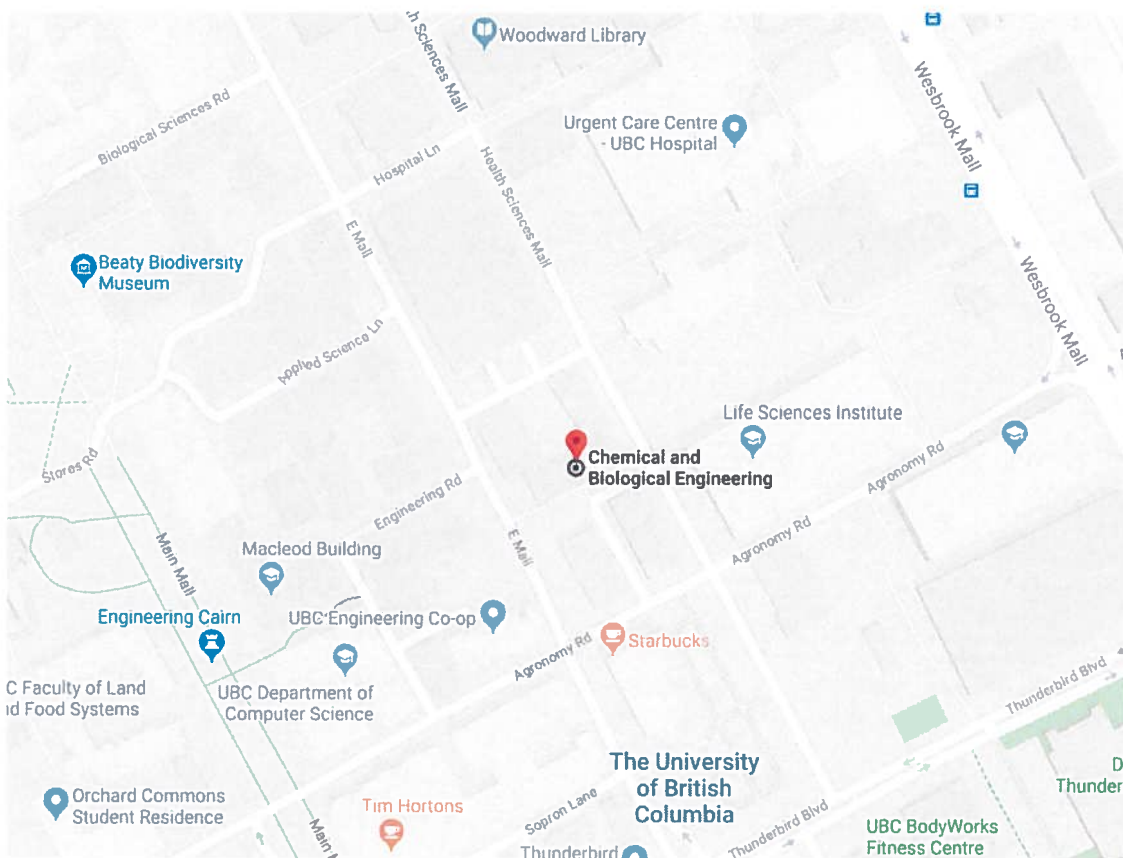 Woodward Library
th Sciences Mall
Biological Sciences Rd
Urgent Care Centre
- UBC Hospital
Wesbrook Mall
Hospital Ln
Health Sciences Mall
E Mall
Beaty Biodiversity
Museum
Wesbrook Mall
Applied Science Ln
Life Sciences Institute
Chemical and
Biological Engineering
Stores Rd
Agronomy Rd
Engineering Rd
Agronomy Rd
E Mall
Main Mall
Macleod Building
Engineering Cairn
UBC Engineering Co-op
Agronomy Rd
Starbucks
C Faculty of Land
nd Food Systems
UBC Department of
Computer Science
Thunderbird Blvd
The University
of British
Columbia
D
Thunder
Orchard Commons
Student Residence
Tim Hortons
Sopron Lane
Main M
Thunderbird
Thunderbird Blvd
UBC BodyWorks
Fitness Centre